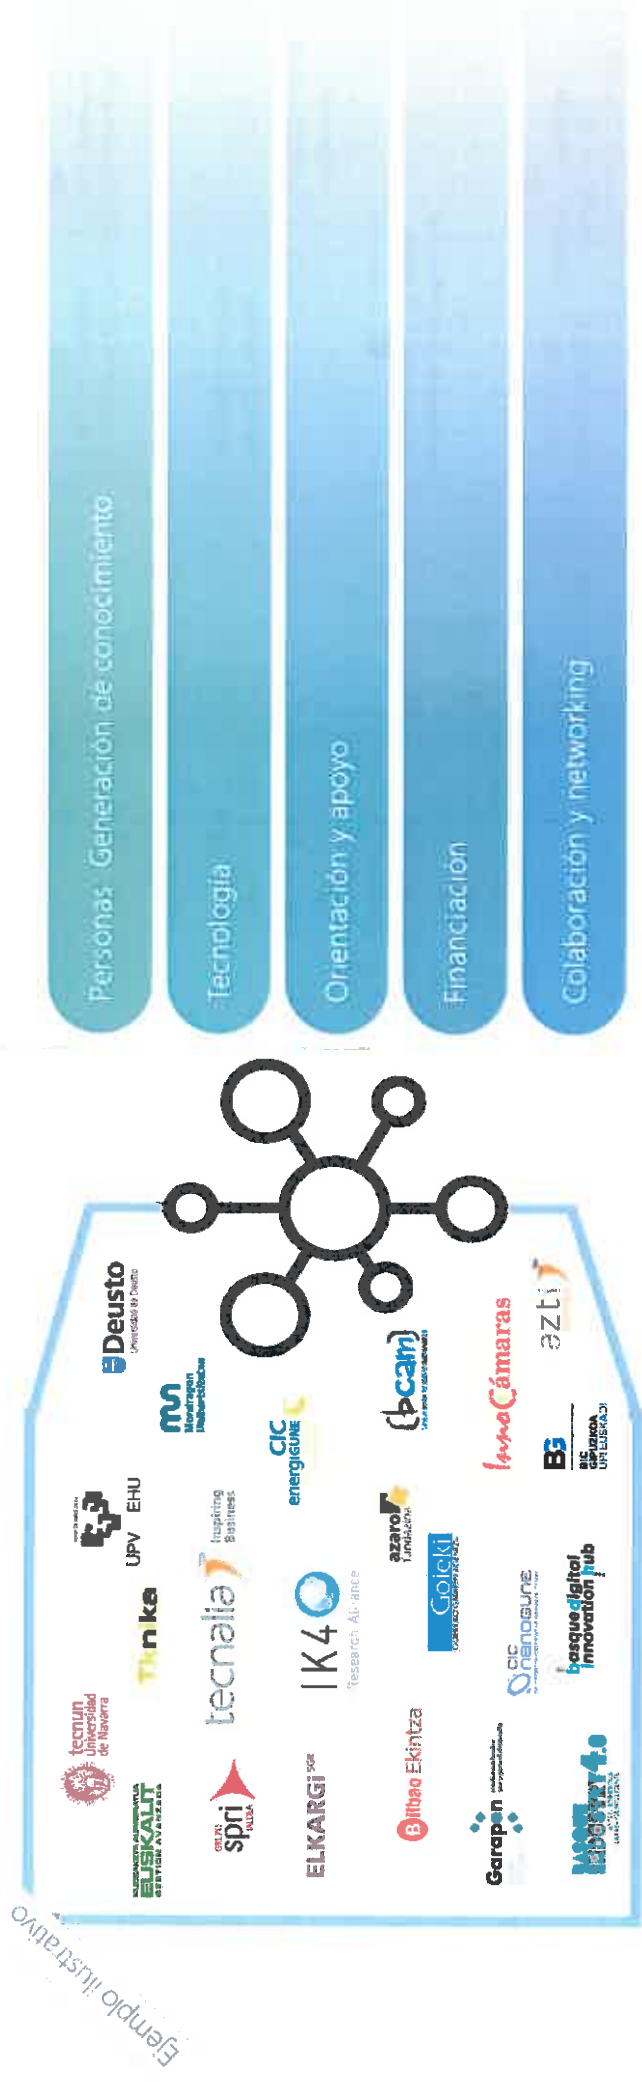 Ejemplo ilustrativo
tecnun
Universidad
de Navarra
UPV EHU
Deusto
Universidad de Deusto
EUSKALIT
GESTIÓN AVANZADA
Tknika
mu
Mondragon
Unibertsitatea
spri
tecnalia
Inspiring
Business
CIC
energiGUNE
ELKARGI SGR
IK4
Research Alliance
Bilbao Ekintza
azaro
fundazioa
(bcam)
Goieki
Garapen
CIC
nanoGUNE
InnoCámaras
BASQUE
INDUSTRY 4.0
basquedigital
innovation hub
BIC
GIPUZKOA
azti
Personas Generación de conocimiento
Tecnología
Orientación y apoyo
Financiación
Colaboración y networking